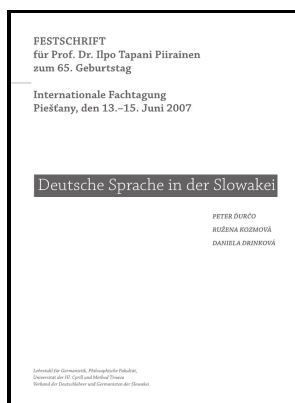 FESTSCHRIFT
für Prof. Dr. Ilpo Tapani Piirainen
zum 65. Geburtstag
Internationale Fachtagung
Piešťany, den 13.–15. Juni 2007
Deutsche Sprache in der Slowakei
PETER ĎURČO
RUŽENA KOZMOVÁ
DANIELA DRINKOVÁ
Lehrstuhl für Germanistik, Philosophische Fakultät,
Universität der Hl. Cyrill und Method Trnava
Verband der Deutschlehrer und Germanisten der Slowakei